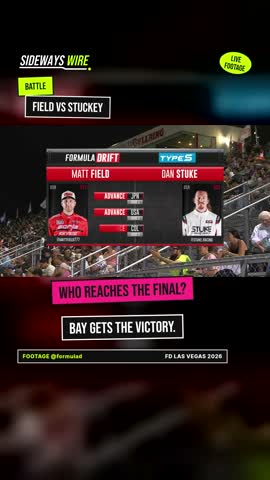 SIDEWAYS WIRE.
LIVE
FOOTAGE
BATTLE
FIELD VS STUCKEY
FORMULA DRIFT
TYPE S
MATT FIELD
DAN STUKE
ADVANCE JPN
ADVANCE USA
COL
STUKE
WHO REACHES THE FINAL?
BAY GETS THE VICTORY.
FOOTAGE @formulad
FD LAS VEGAS 2026